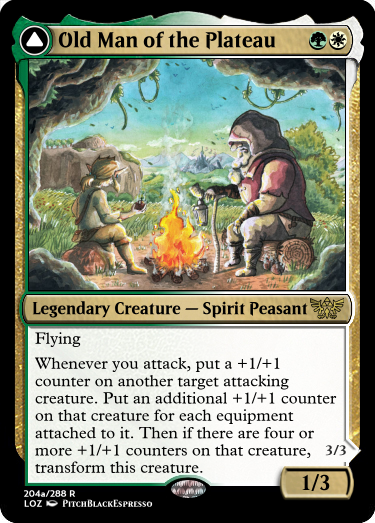 Old Man of the Plateau
Legendary Creature — Spirit Peasant
Flying
Whenever you attack, put a +1/+1
counter on another target attacking
creature. Put an additional +1/+1 counter
on that creature for each equipment
attached to it. Then if there are four or
more +1/+1 counters on that creature,
transform this creature.
3/3
1/3
204a/288 R
LOZ PitchBlackEspresso